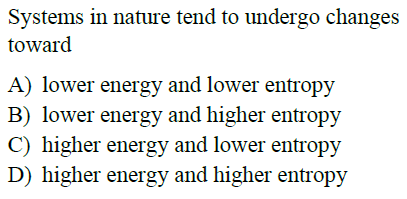 Systems in nature tend to undergo changes
toward
A) lower energy and lower entropy
B) lower energy and higher entropy
C) higher energy and lower entropy
D) higher energy and higher entropy